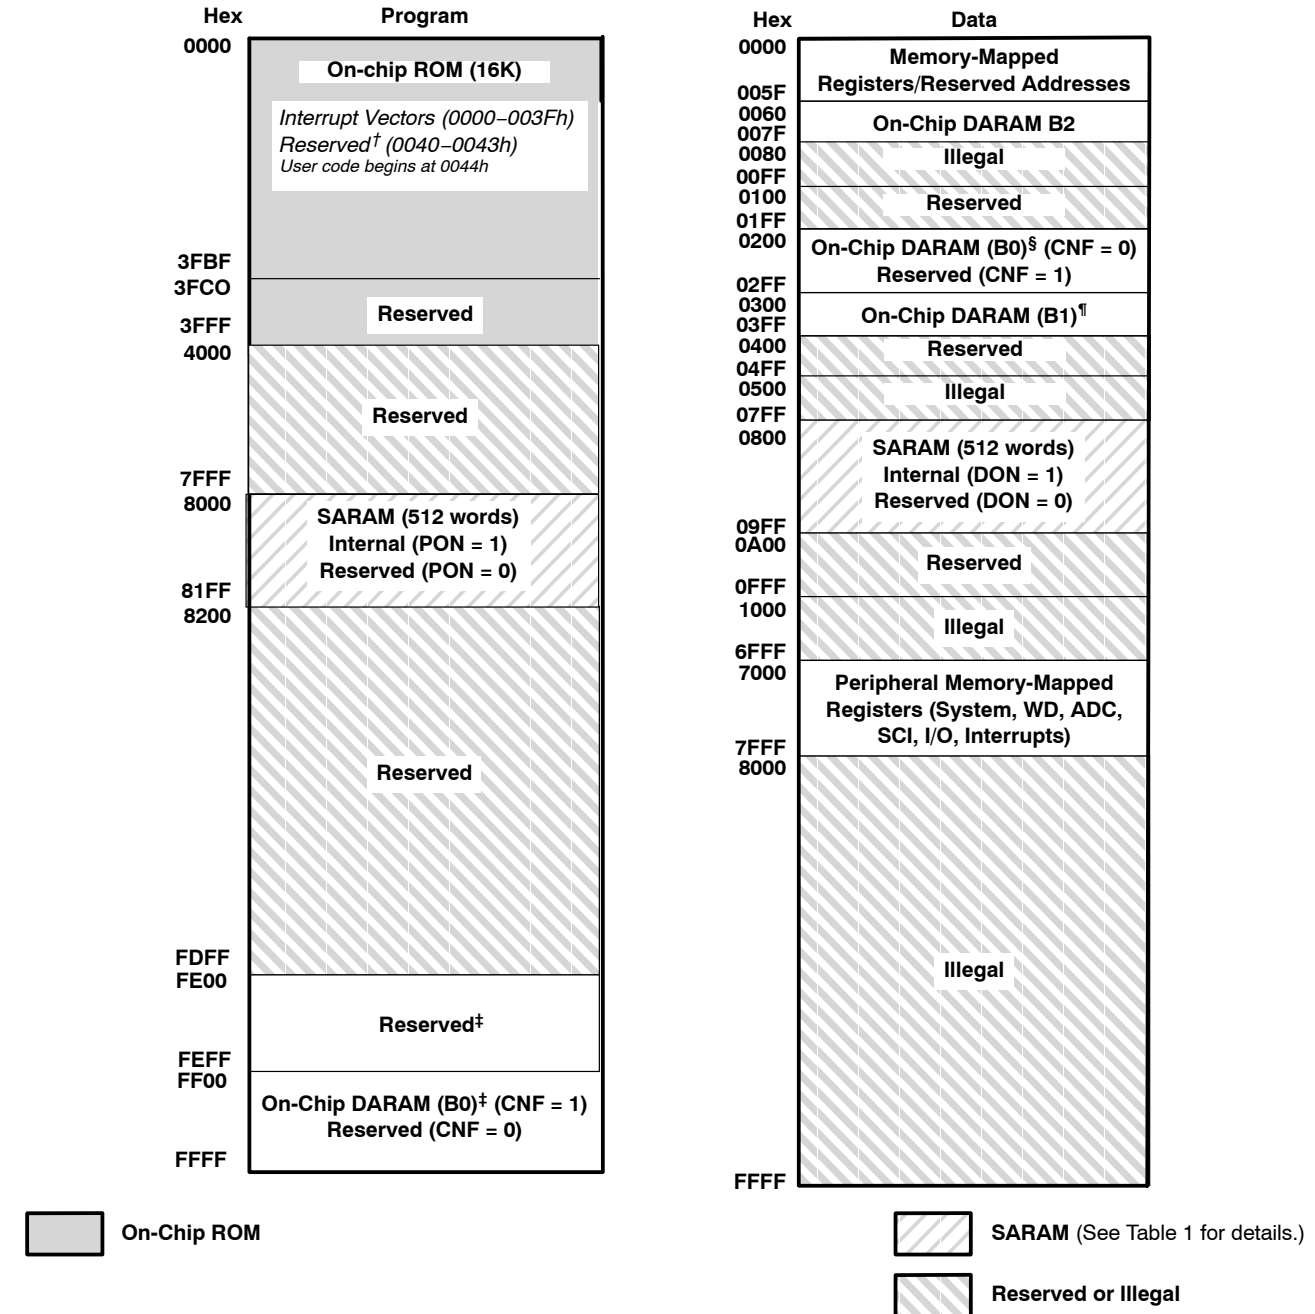 Hex Program
0000
On-chip ROM (16K)
Interrupt Vectors (0000–003Fh)
Reserved† (0040–0043h)
User code begins at 0044h
3FBF
3FCO
Reserved
3FFF
4000
Reserved
7FFF
8000
SARAM (512 words)
Internal (PON = 1)
Reserved (PON = 0)
81FF
8200
Reserved
FDFF
FE00
Reserved‡
FEFF
FF00
On-Chip DARAM (B0)‡ (CNF = 1)
Reserved (CNF = 0)
FFFF
On-Chip ROM
Hex Data
0000
Memory-Mapped
Registers/Reserved Addresses
005F
0060
On-Chip DARAM B2
007F
0080
Illegal
00FF
0100
Reserved
01FF
0200
On-Chip DARAM (B0)§ (CNF = 0)
Reserved (CNF = 1)
02FF
0300
On-Chip DARAM (B1)¶
03FF
0400
Reserved
04FF
0500
Illegal
07FF
0800
SARAM (512 words)
Internal (DON = 1)
Reserved (DON = 0)
09FF
0A00
Reserved
0FFF
1000
Illegal
6FFF
7000
Peripheral Memory-Mapped
Registers (System, WD, ADC,
SCI, I/O, Interrupts)
7FFF
8000
Illegal
FFFF
SARAM (See Table 1 for details.)
Reserved or Illegal